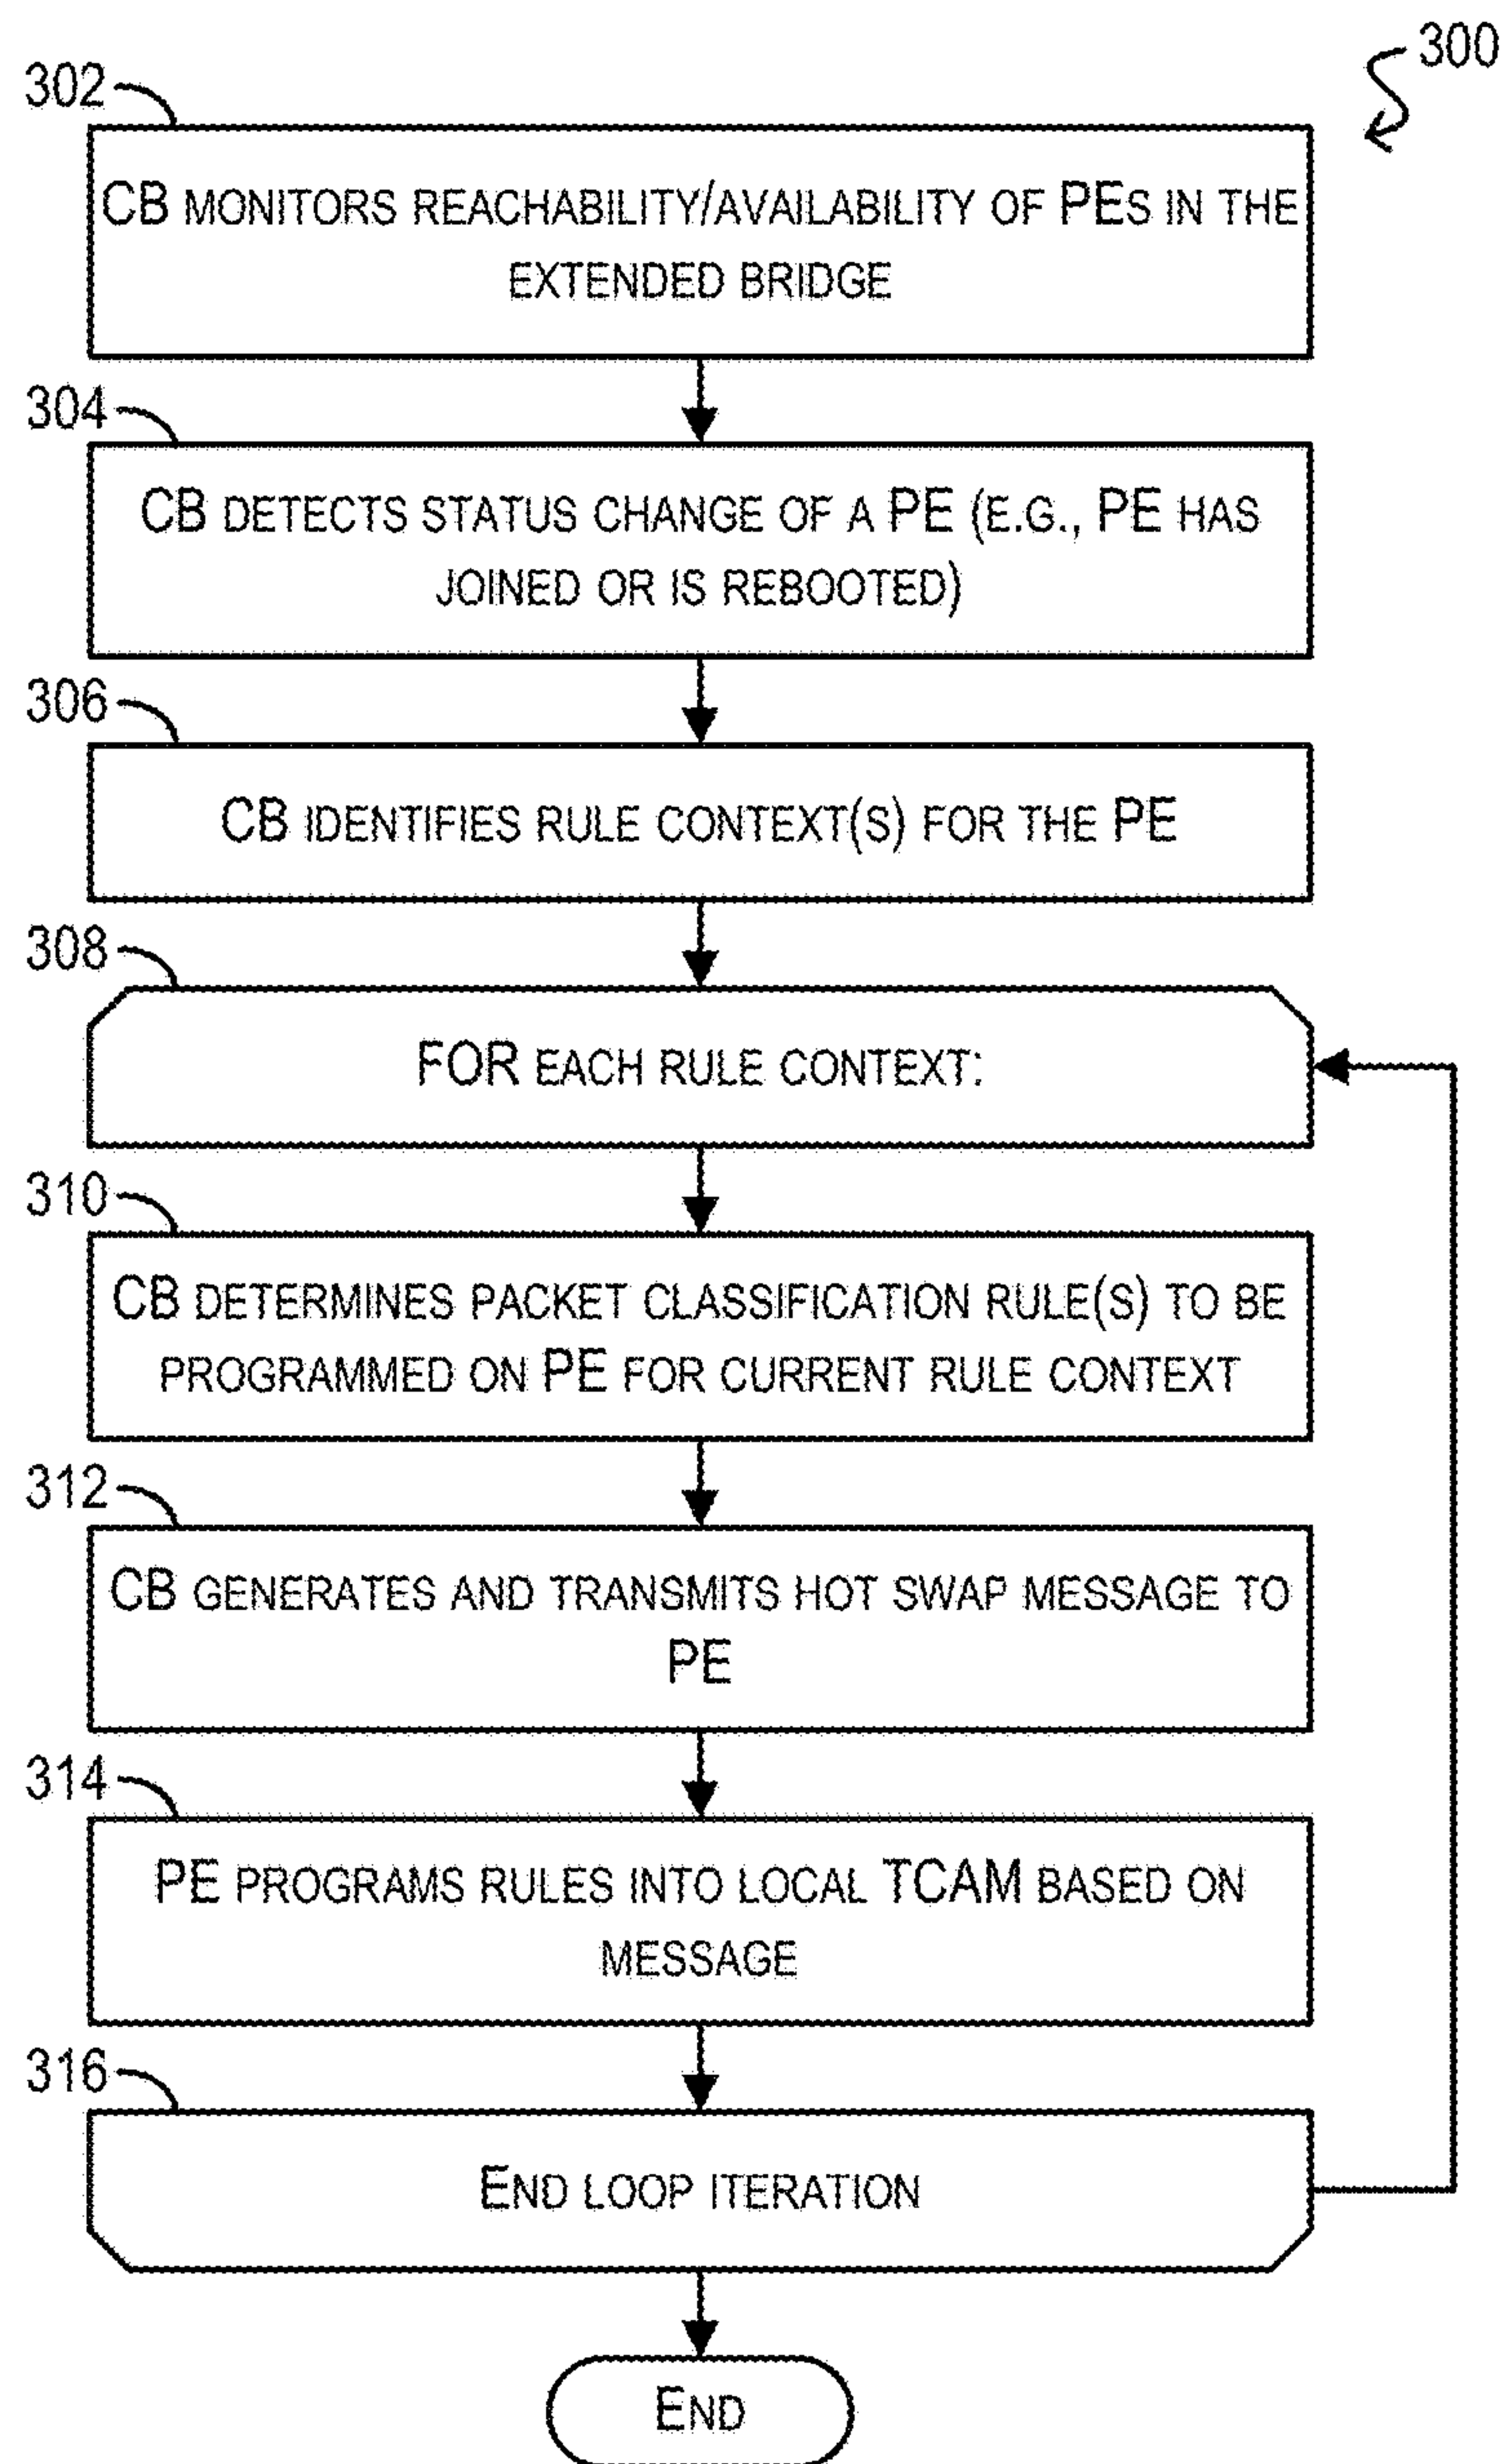 300
302
CB MONITORS REACHABILITY/AVAILABILITY OF PES IN THE
EXTENDED BRIDGE
304
CB DETECTS STATUS CHANGE OF A PE (E.G., PE HAS
JOINED OR IS REBOOTED)
306
CB IDENTIFIES RULE CONTEXT(S) FOR THE PE
308
FOR EACH RULE CONTEXT:
310
CB DETERMINES PACKET CLASSIFICATION RULE(S) TO BE
PROGRAMMED ON PE FOR CURRENT RULE CONTEXT
312
CB GENERATES AND TRANSMITS HOT SWAP MESSAGE TO
PE
314
PE PROGRAMS RULES INTO LOCAL TCAM BASED ON
MESSAGE
316
END LOOP ITERATION
END